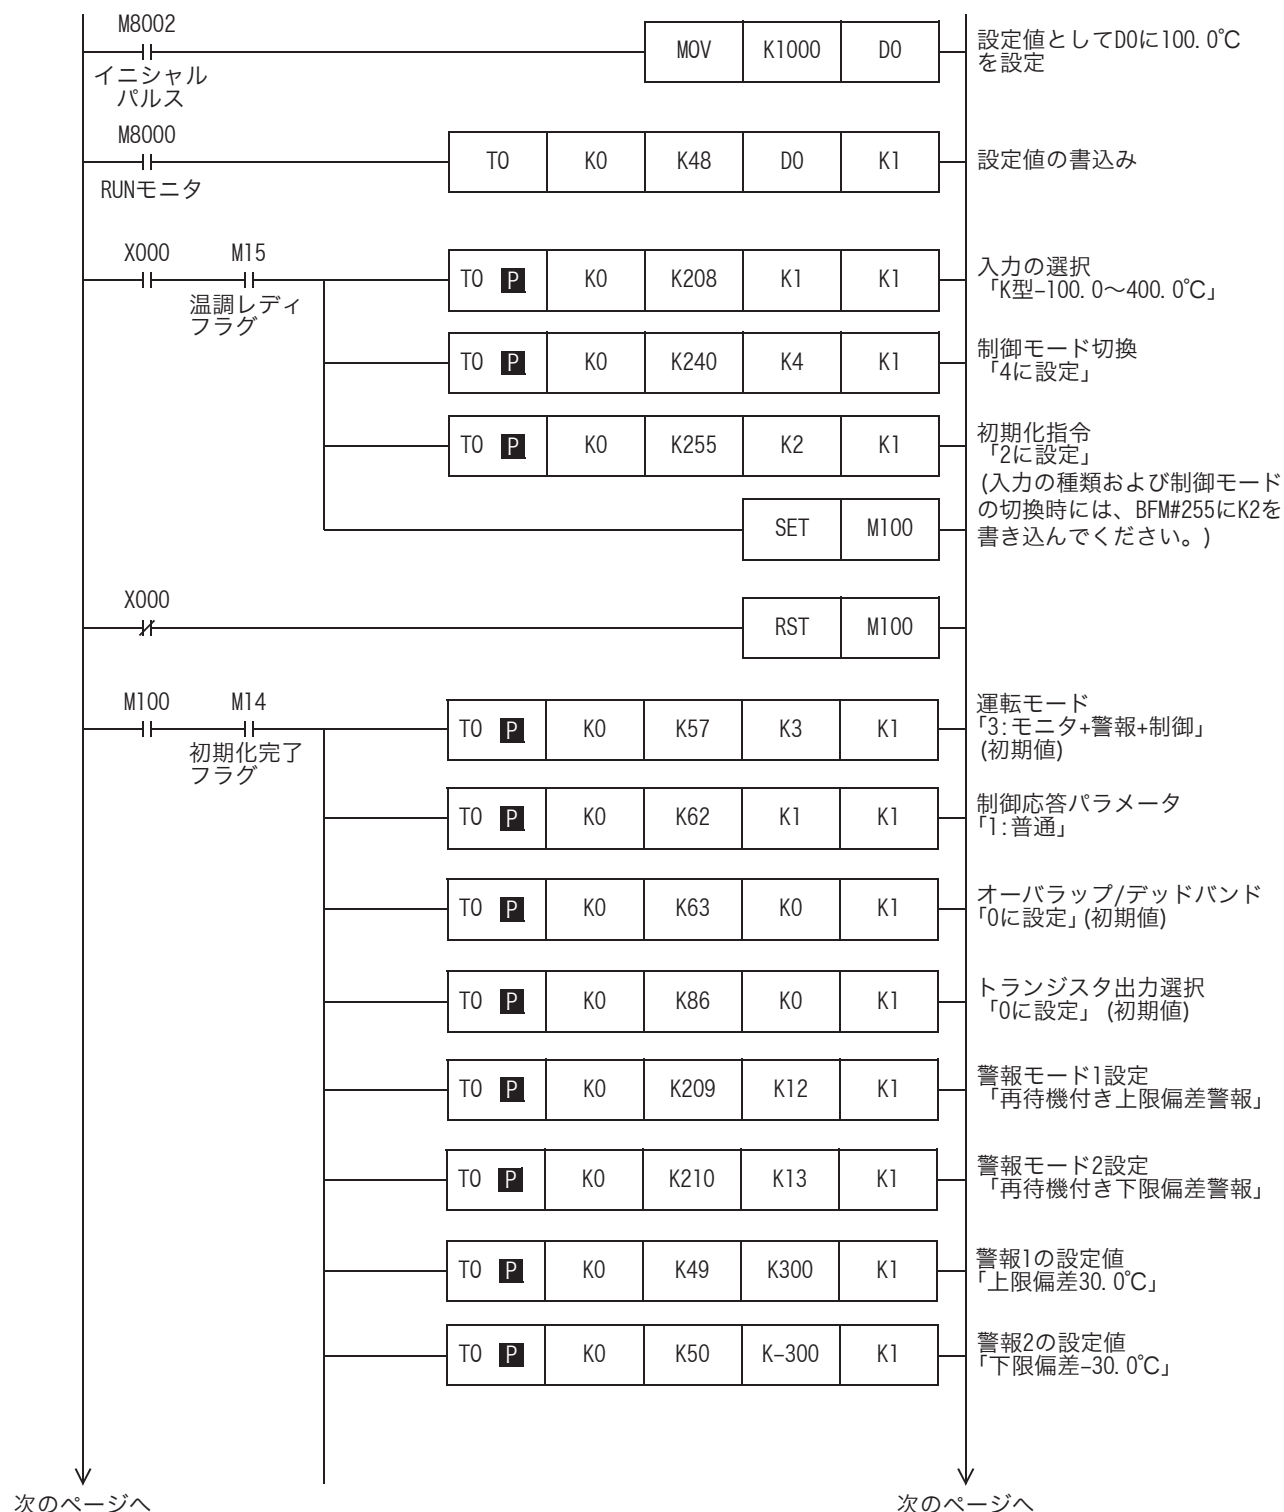 M8002
イニシャル
パルス
MOV K1000 D0
設定値としてD0に100.0℃
を設定
M8000
RUNモニタ
TO K0 K48 D0 K1
設定値の書込み
X000 M15
温調レディ
フラグ
TO P K0 K208 K1 K1
入力の選択
「K型-100.0～400.0℃」
TO P K0 K240 K4 K1
制御モード切換
「4に設定」
TO P K0 K255 K2 K1
初期化指令
「2に設定」
(入力の種類および制御モード
の切換時には、BFM#255にK2を
書き込んでください。)
SET M100
X000
RST M100
M100 M14
初期化完了
フラグ
TO P K0 K57 K3 K1
運転モード
「3:モニタ+警報+制御」
(初期値)
TO P K0 K62 K1 K1
制御応答パラメータ
「1:普通」
TO P K0 K63 K0 K1
オーバラップ/デッドバンド
「0に設定」(初期値)
TO P K0 K86 K0 K1
トランジスタ出力選択
「0に設定」 (初期値)
TO P K0 K209 K12 K1
警報モード1設定
「再待機付き上限偏差警報」
TO P K0 K210 K13 K1
警報モード2設定
「再待機付き下限偏差警報」
TO P K0 K49 K300 K1
警報1の設定値
「上限偏差30.0℃」
TO P K0 K50 K-300 K1
警報2の設定値
「下限偏差-30.0℃」
次のページへ 次のページへ